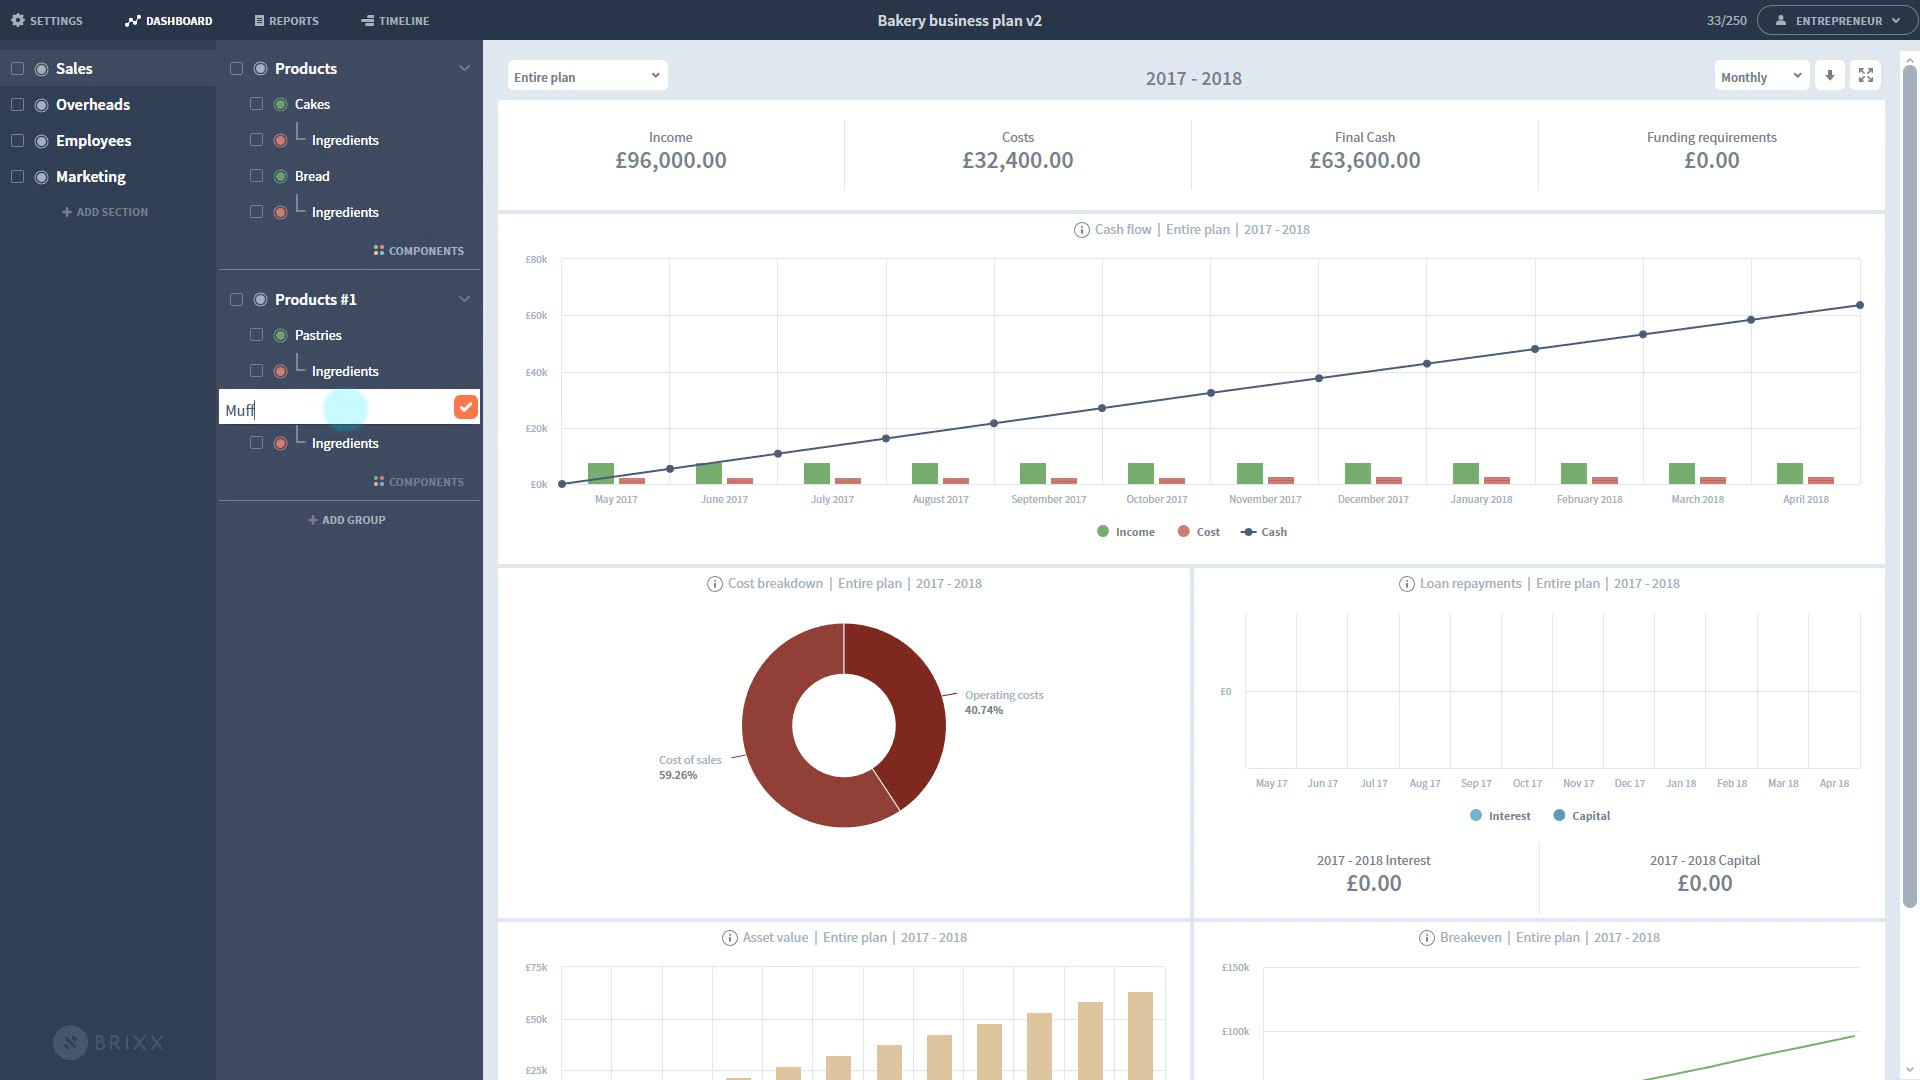 SETTINGS
DASHBOARD
REPORTS
TIMELINE
Bakery business plan v2
33/250
ENTREPRENEUR
Sales
Overheads
Employees
Marketing
ADD SECTION
Products
Cakes
Ingredients
Bread
Ingredients
COMPONENTS
Products #1
Pastries
Ingredients
Muff
Ingredients
COMPONENTS
ADD GROUP
BRIXX
Entire plan
2017 - 2018
Monthly
Income
£96,000.00
Costs
£32,400.00
Final Cash
£63,600.00
Funding requirements
£0.00
Cash flow | Entire plan | 2017 - 2018
£80k
£60k
£40k
£20k
£0k
May 2017 June 2017 July 2017 August 2017 September 2017 October 2017 November 2017 December 2017 January 2018 February 2018 March 2018 April 2018
Income Cost Cash
Cost breakdown | Entire plan | 2017 - 2018
Operating costs
40.74%
Cost of sales
59.26%
Loan repayments | Entire plan | 2017 - 2018
£0
May 17 Jun 17 Jul 17 Aug 17 Sep 17 Oct 17 Nov 17 Dec 17 Jan 18 Feb 18 Mar 18 Apr 18
Interest Capital
2017 - 2018 Interest
£0.00
2017 - 2018 Capital
£0.00
Asset value | Entire plan | 2017 - 2018
£75k
£50k
£25k
Breakeven | Entire plan | 2017 - 2018
£150k
£100k